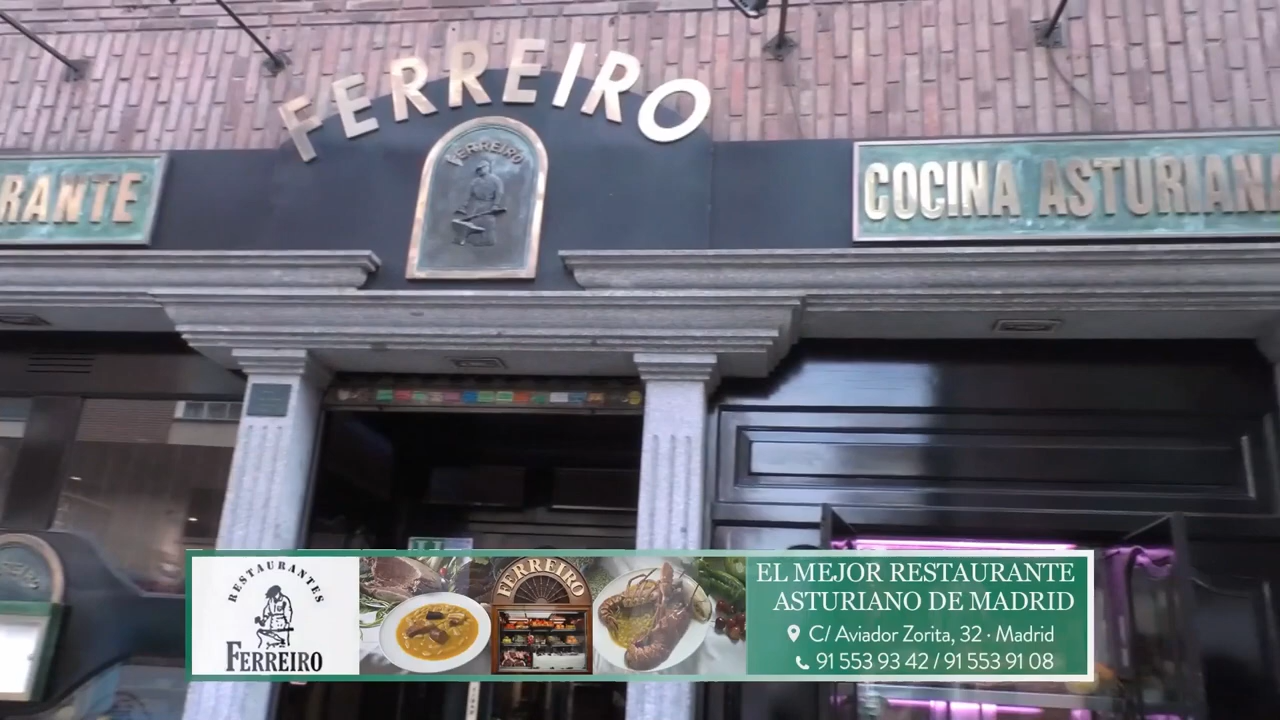 FERREIRO
FERREIRO
RANTE
COCINA ASTURIANA
RESTAURANTES
FERREIRO
FERREIRO
EL MEJOR RESTAURANTE
ASTURIANO DE MADRID
C/ Aviador Zorita, 32 · Madrid
91 553 93 42 / 91 553 91 08